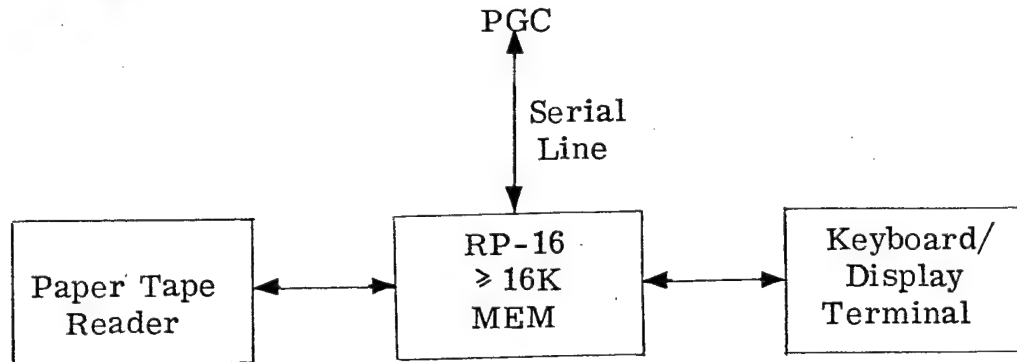 PGC
Serial
Line
Paper Tape
Reader
RP-16
≥ 16K
MEM
Keyboard/
Display
Terminal